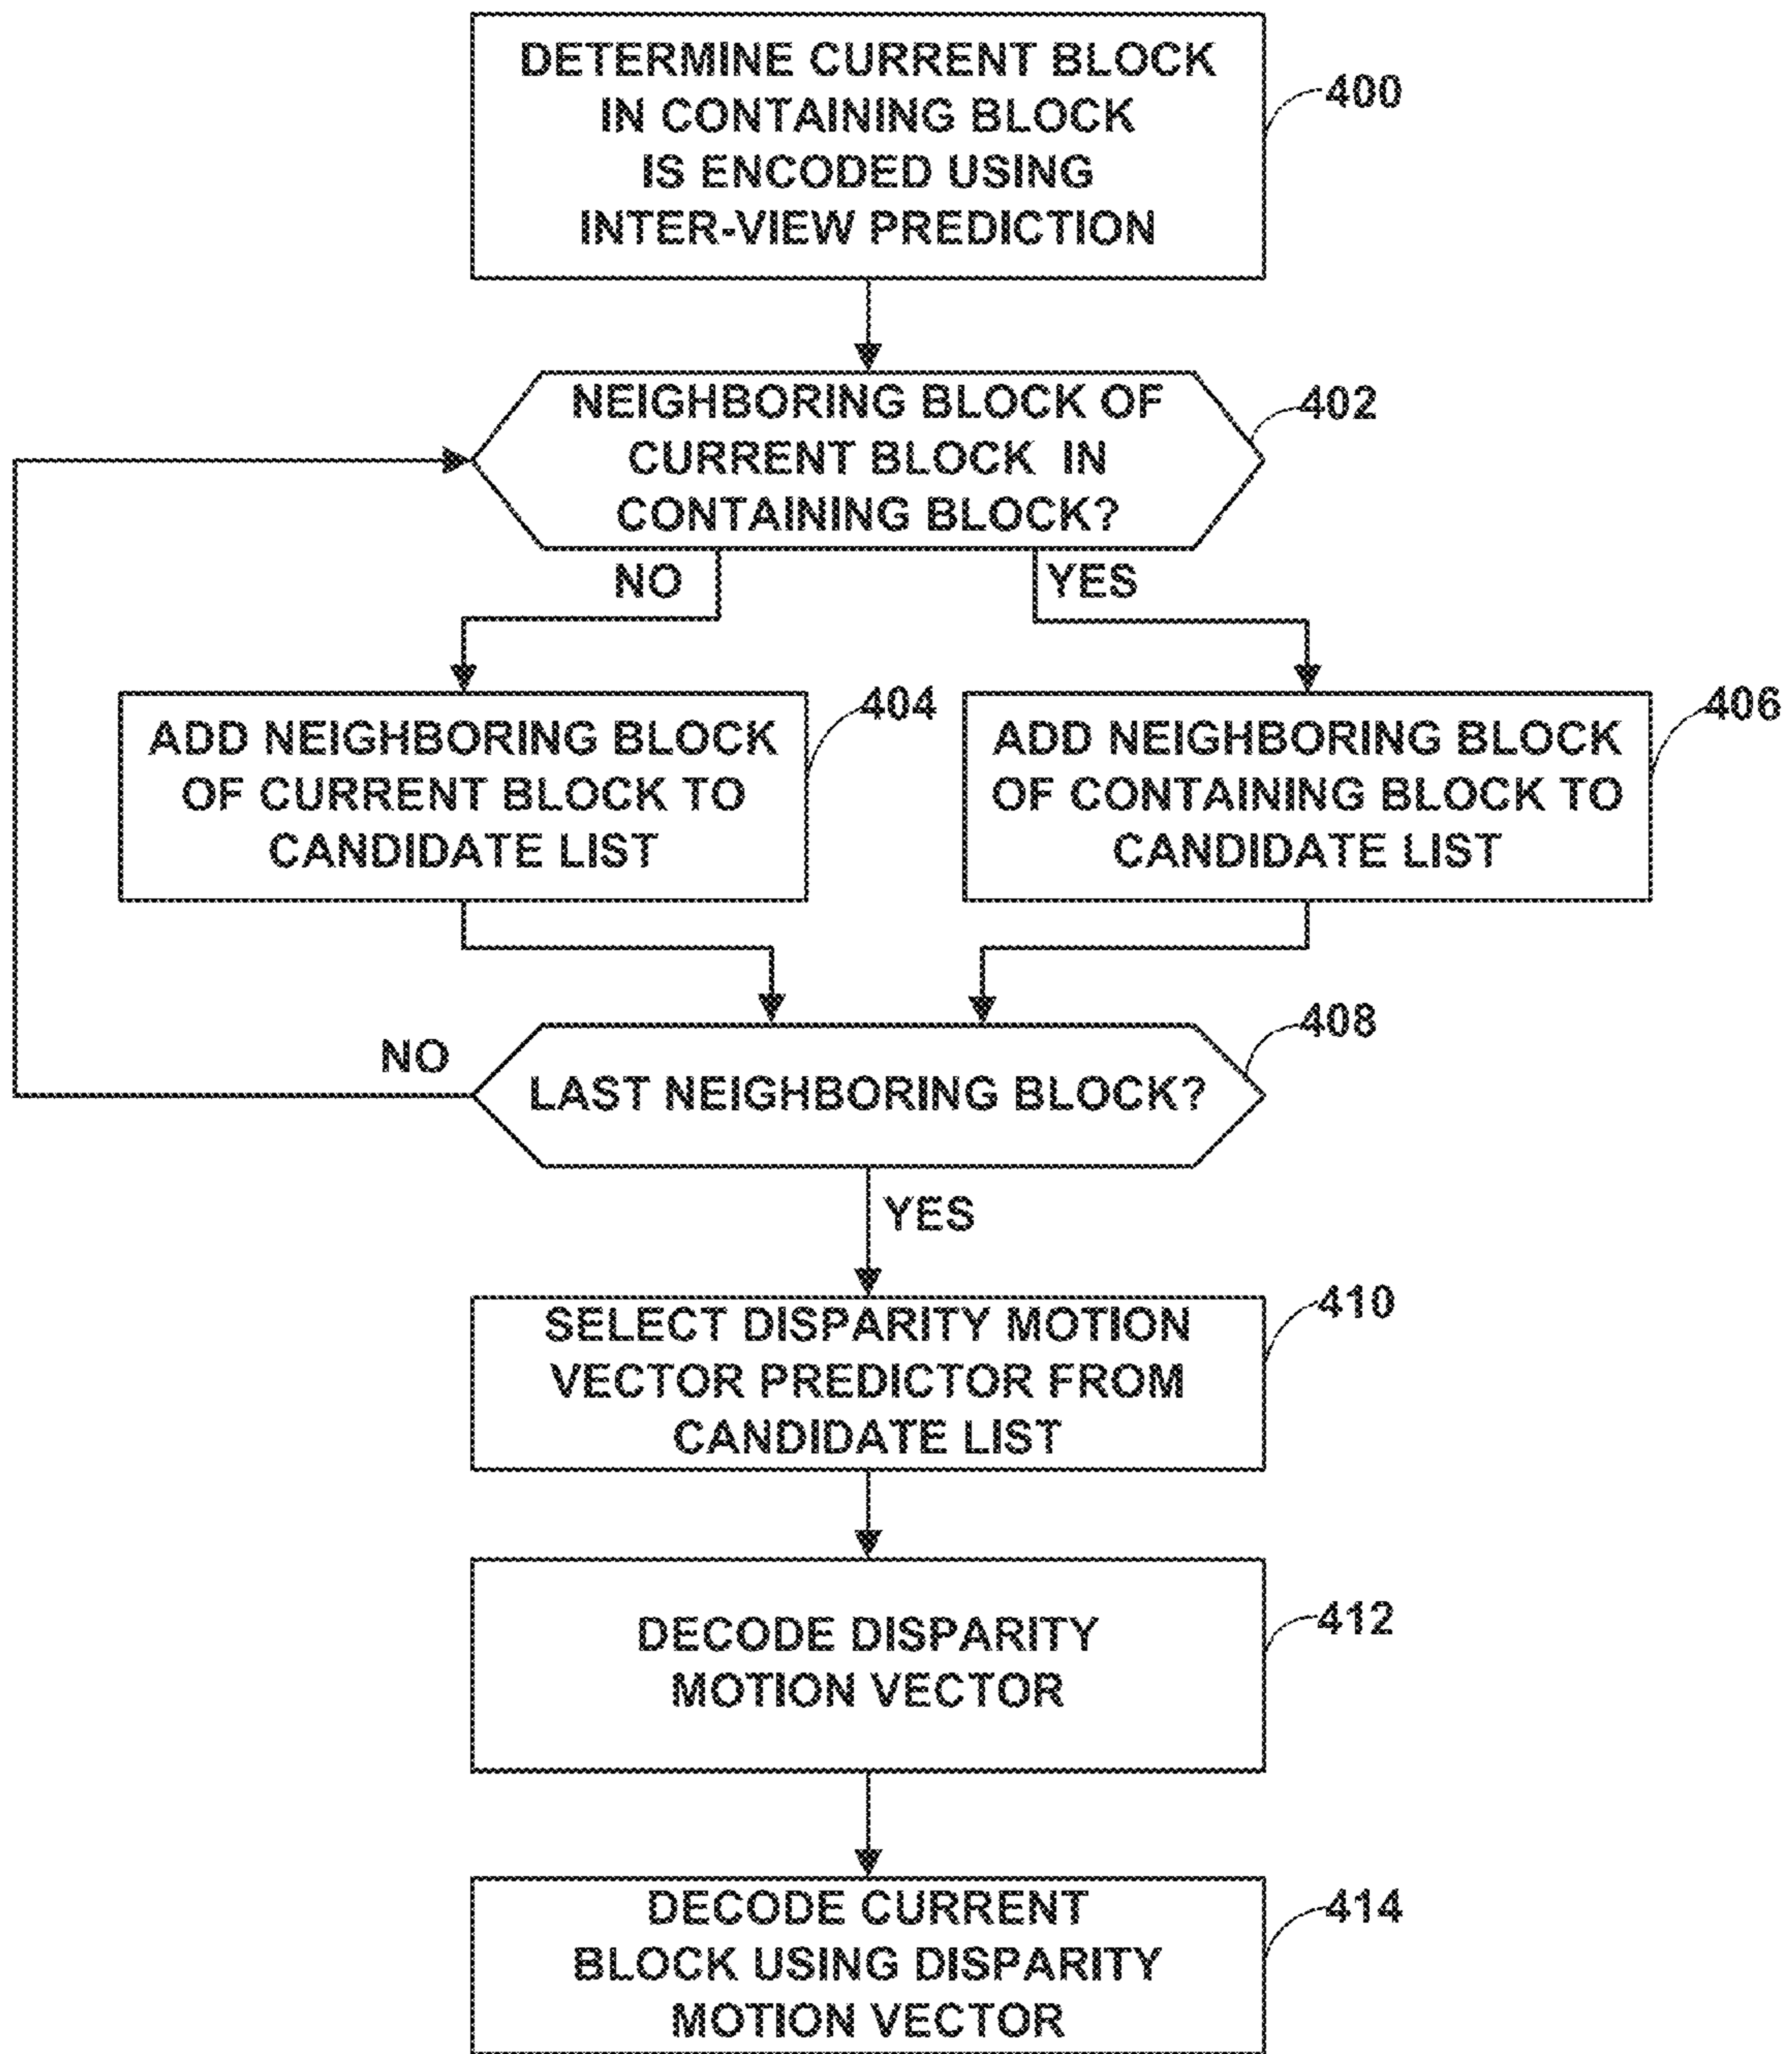 DETERMINE CURRENT BLOCK
IN CONTAINING BLOCK
IS ENCODED USING
INTER-VIEW PREDICTION
400
NEIGHBORING BLOCK OF
CURRENT BLOCK IN
CONTAINING BLOCK?
402
NO
YES
ADD NEIGHBORING BLOCK
OF CURRENT BLOCK TO
CANDIDATE LIST
404
ADD NEIGHBORING BLOCK
OF CONTAINING BLOCK TO
CANDIDATE LIST
406
LAST NEIGHBORING BLOCK?
408
NO
YES
SELECT DISPARITY MOTION
VECTOR PREDICTOR FROM
CANDIDATE LIST
410
DECODE DISPARITY
MOTION VECTOR
412
DECODE CURRENT
BLOCK USING DISPARITY
MOTION VECTOR
414